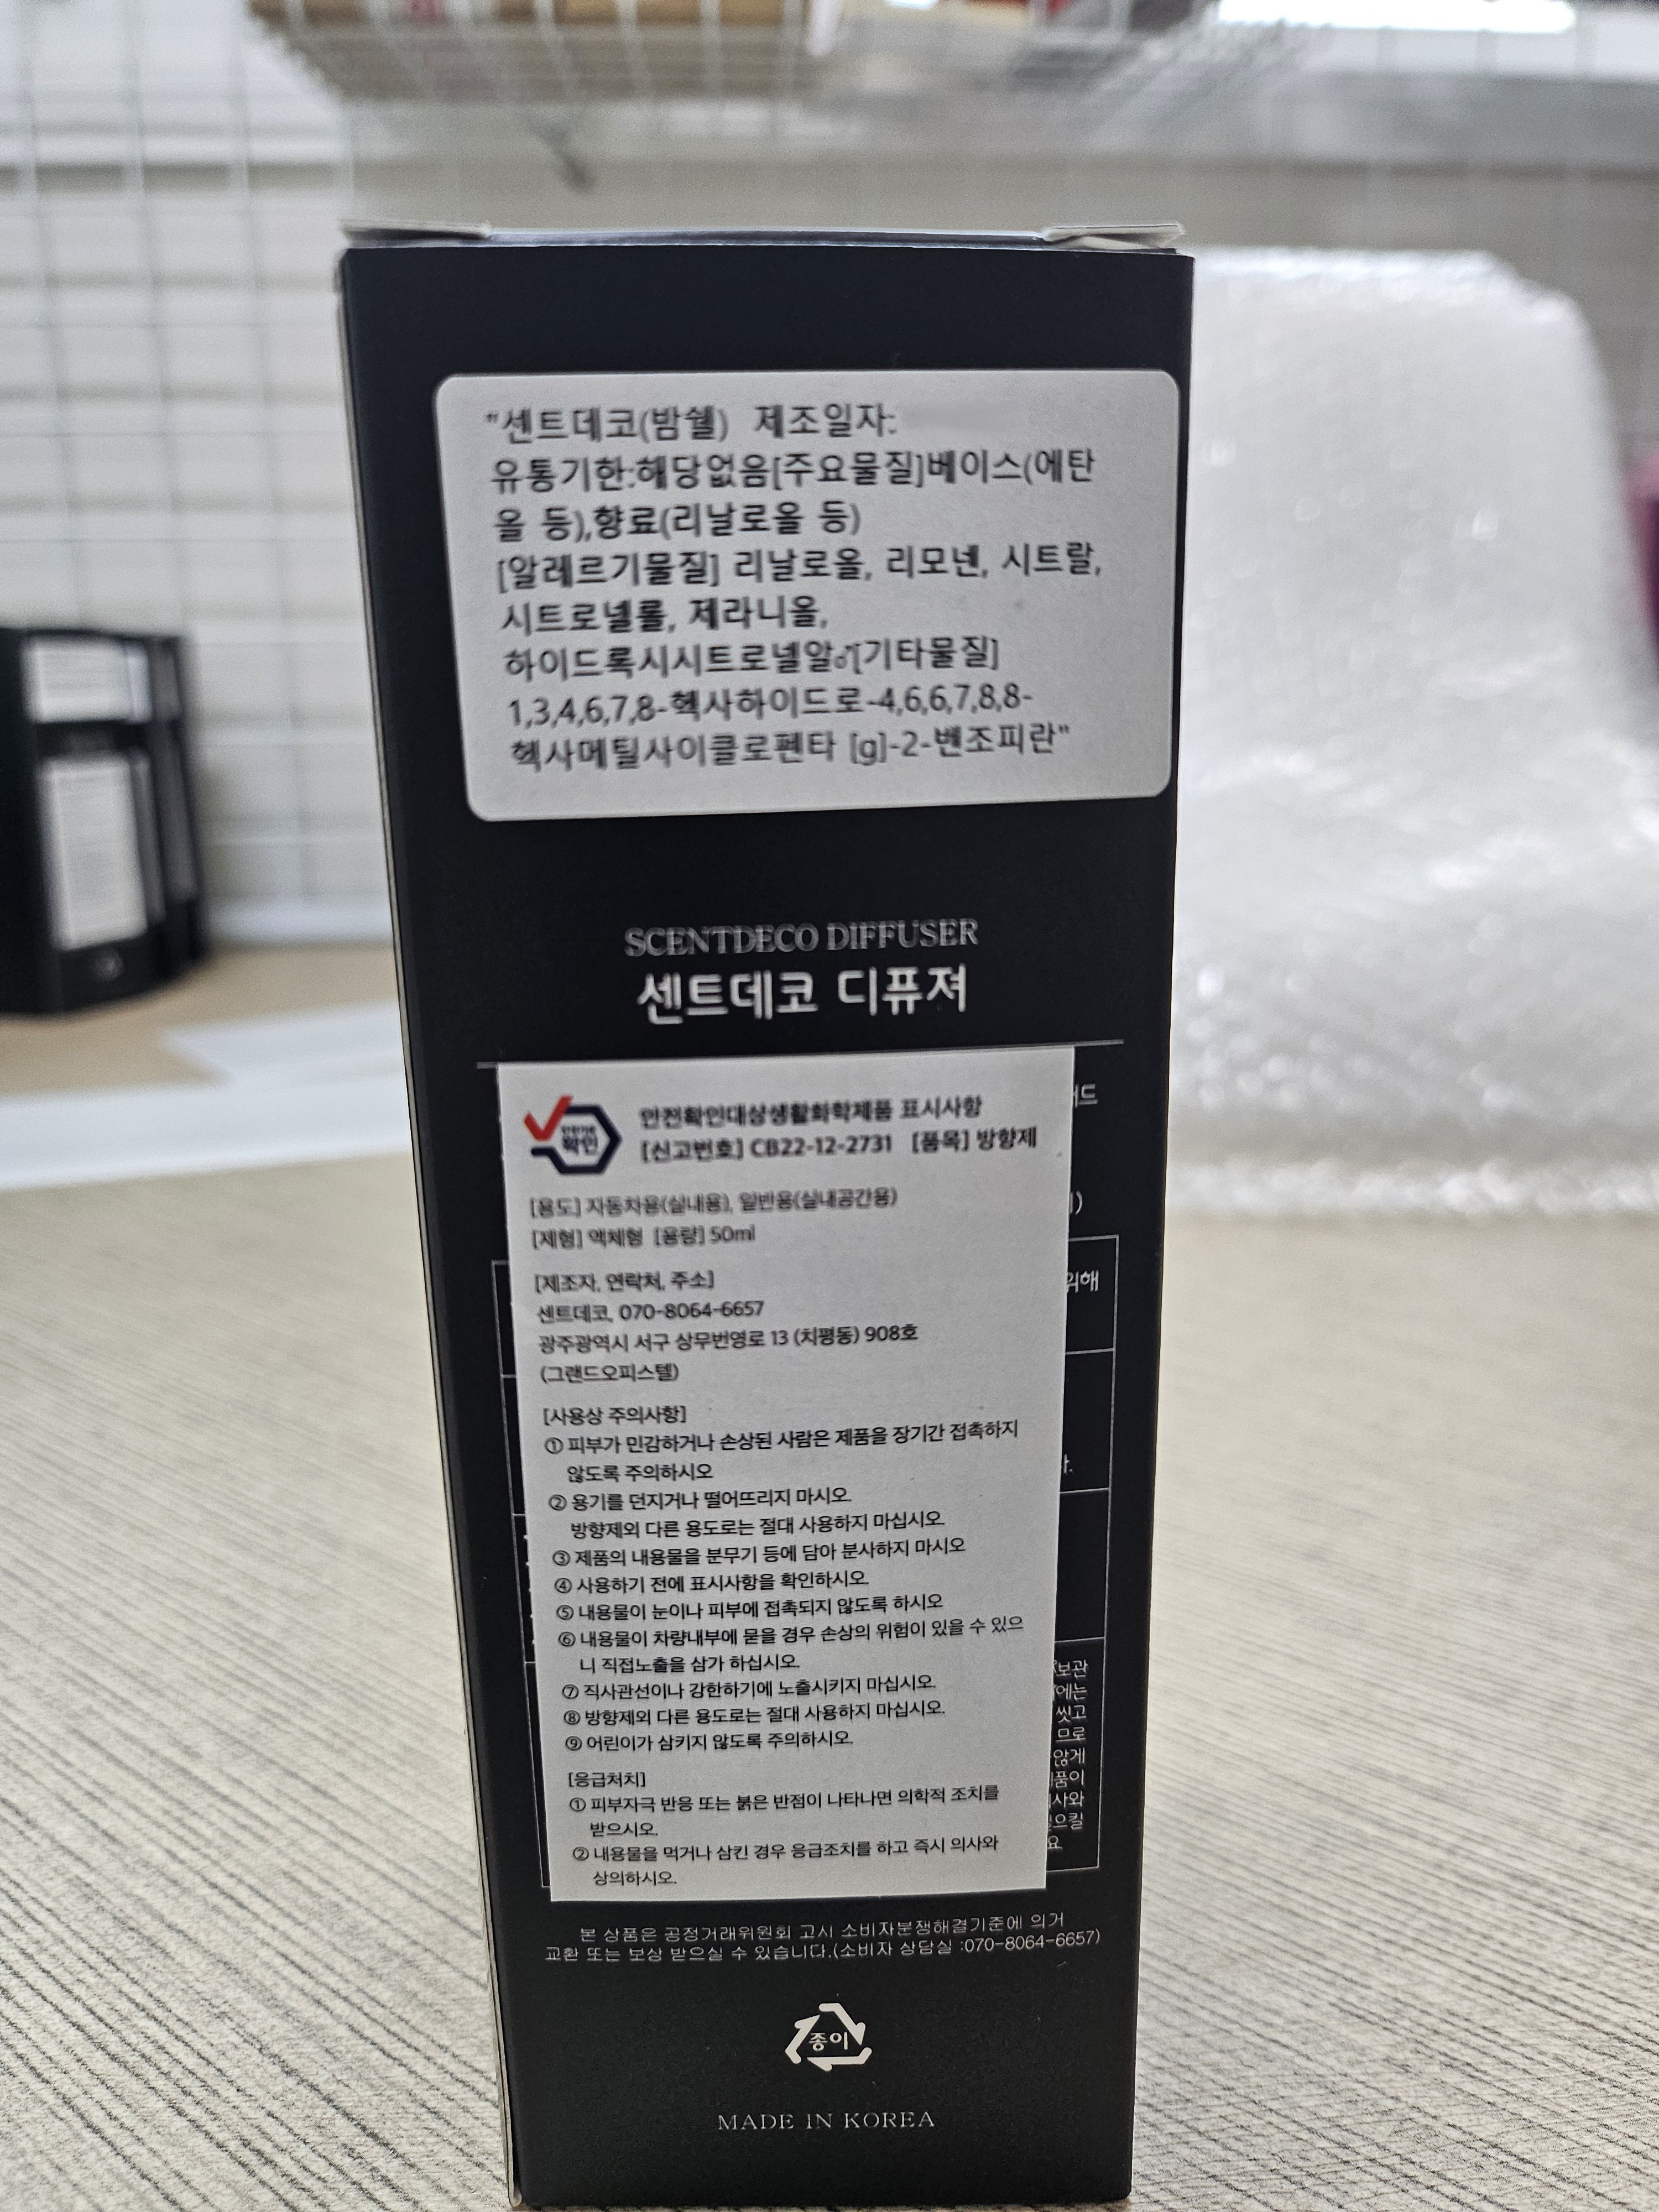 "센트데코(밤쉘) 제조일자:
유통기한:해당없음[주요물질]베이스(에탄
올 등),향료(리날로올 등)
[알레르기물질] 리날로올, 리모넨, 시트랄,
시트로넬롤, 제라니올,
하이드록시시트로넬알♂[기타물질]
1,3,4,6,7,8-헥사하이드로-4,6,6,7,8,8-
헥사메틸사이클로펜타 [g]-2-벤조피란"
SCENTDECO DIFFUSER
센트데코 디퓨져
확인
안전확인대상생활화학제품 표시사항
[신고번호] CB22-12-2731 [품목] 방향제
[용도] 자동차용(실내용), 일반용(실내공간용)
[제형] 액체형 [용량] 50ml
[제조자, 연락처, 주소]
센트데코, 070-8064-6657
광주광역시 서구 상무번영로 13 (치평동) 908호
(그랜드오피스텔)
[사용상 주의사항]
① 피부가 민감하거나 손상된 사람은 제품을 장기간 접촉하지
않도록 주의하시오
② 용기를 던지거나 떨어뜨리지 마시오.
방향제외 다른 용도로는 절대 사용하지 마십시오.
③ 제품의 내용물을 분무기 등에 담아 분사하지 마시오
④ 사용하기 전에 표시사항을 확인하시오.
⑤ 내용물이 눈이나 피부에 접촉되지 않도록 하시오
⑥ 내용물이 차량내부에 묻을 경우 손상의 위험이 있을 수 있으
니 직접노출을 삼가 하십시오.
⑦ 직사관선이나 강한하기에 노출시키지 마십시오.
⑧ 방향제외 다른 용도로는 절대 사용하지 마십시오.
⑨ 어린이가 삼키지 않도록 주의하시오.
[응급처치]
① 피부자극 반응 또는 붉은 반점이 나타나면 의학적 조치를
받으시오.
② 내용물을 먹거나 삼킨 경우 응급조치를 하고 즉시 의사와
상의하시오.
위해
보관
에는
씻고
므로
않게
품이
사와
으킬
요
본 상품은 공정거래위원회 고시 소비자분쟁해결기준에 의거
교환 또는 보상 받으실 수 있습니다.(소비자 상담실 :070-8064-6657)
종이
MADE IN KOREA